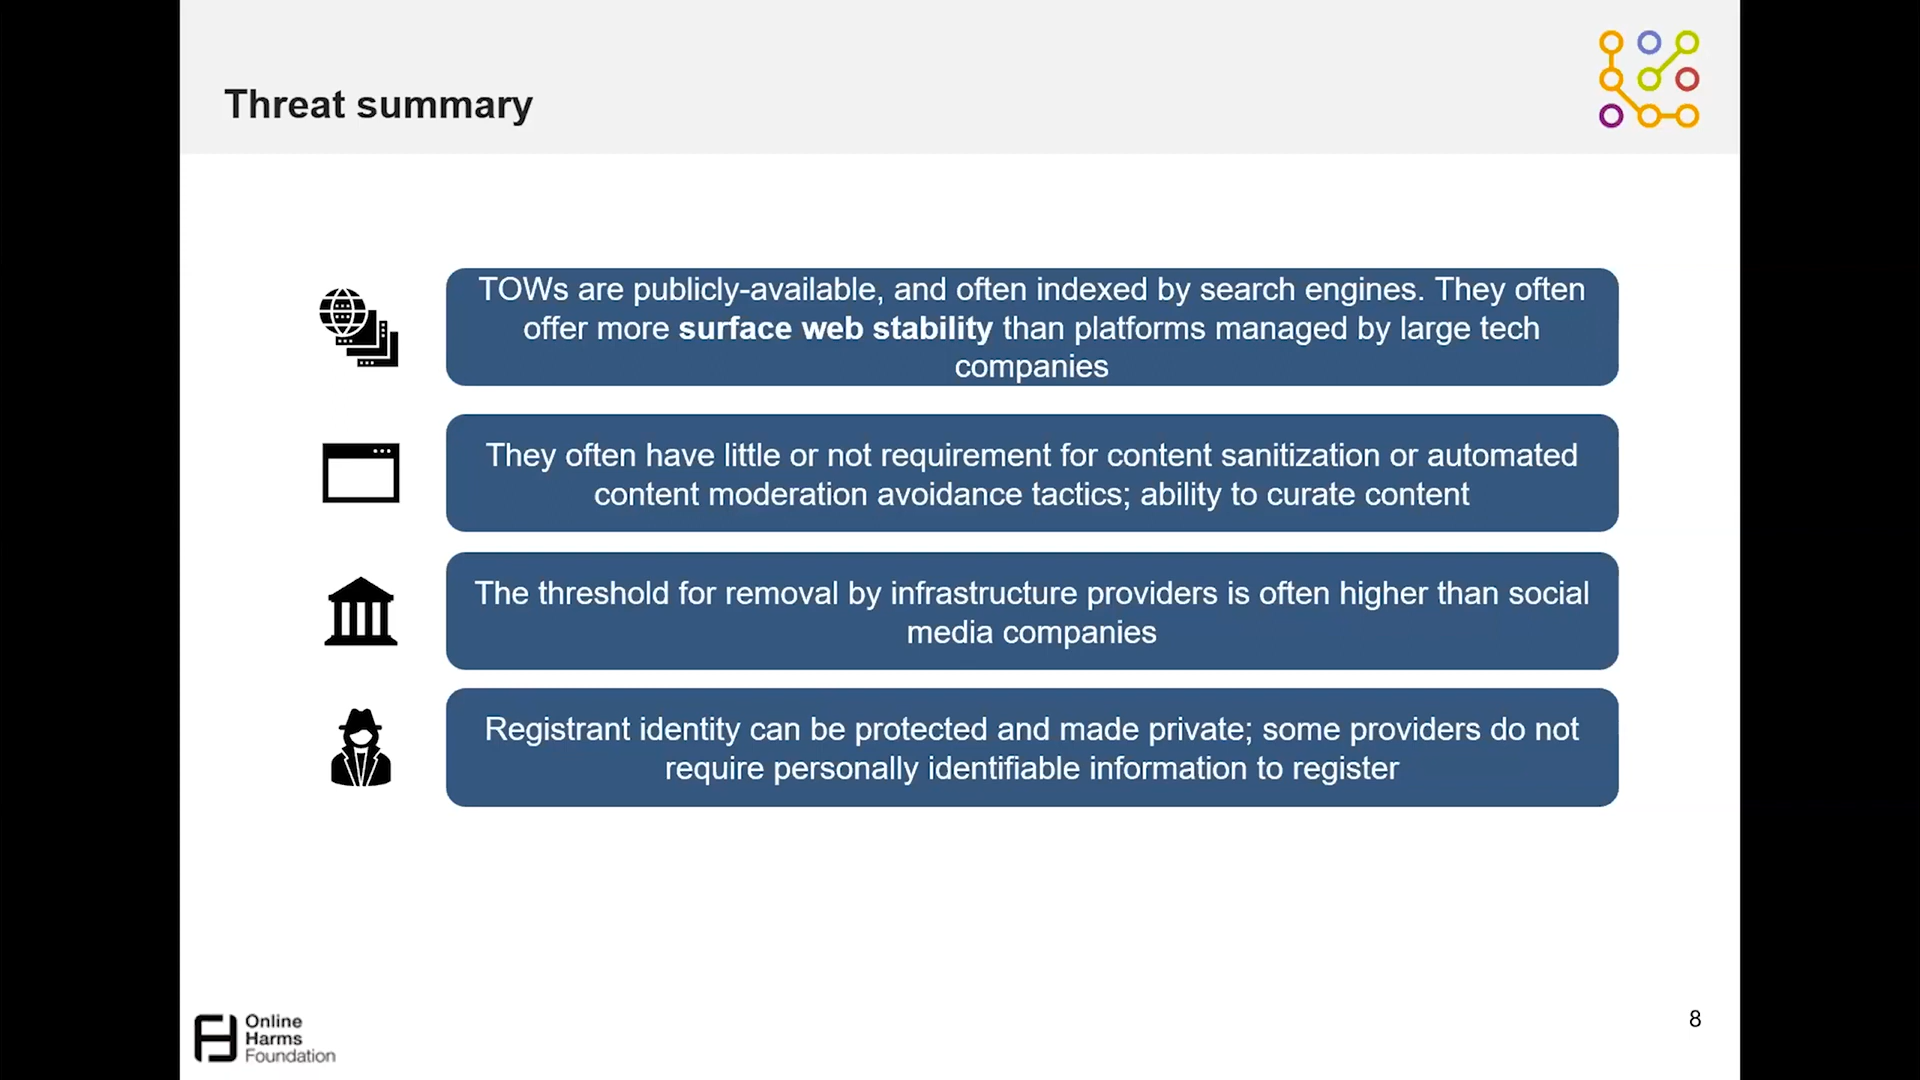 Threat summary
TOWs are publicly-available, and often indexed by search engines. They often
offer more surface web stability than platforms managed by large tech
companies
They often have little or not requirement for content sanitization or automated
content moderation avoidance tactics; ability to curate content
The threshold for removal by infrastructure providers is often higher than social
media companies
Registrant identity can be protected and made private; some providers do not
require personally identifiable information to register
Online
Harms
Foundation
8